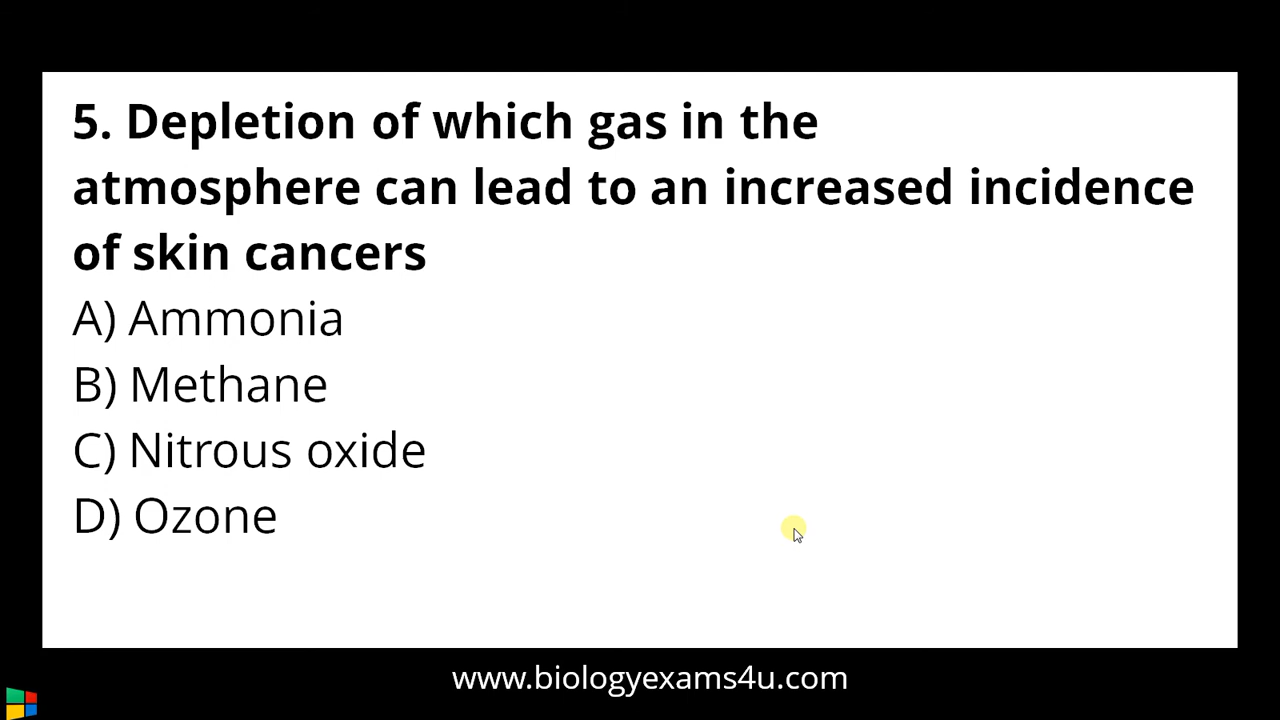 5. Depletion of which gas in the
atmosphere can lead to an increased incidence
of skin cancers
A) Ammonia
B) Methane
C) Nitrous oxide
D) Ozone
www.biologyexams4u.com